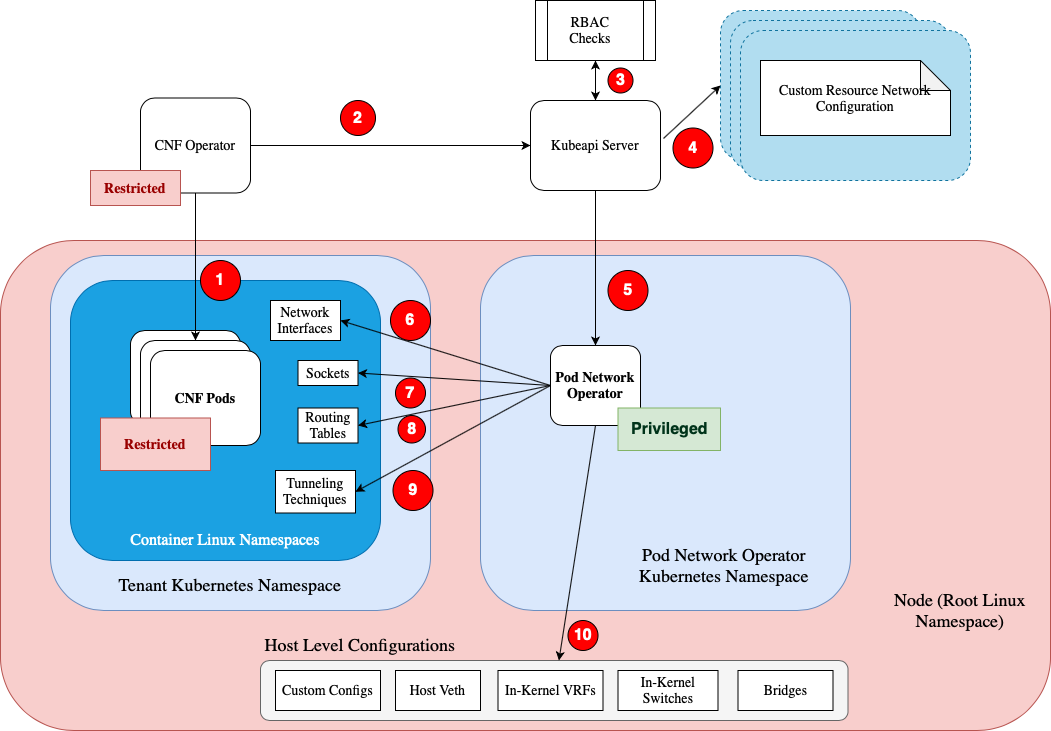 RBAC
Checks
3
Custom Resource Network
Configuration
2
CNF Operator
Kubeapi Server
4
Restricted
1
5
Network
Interfaces
6
Sockets
7
Pod Network
Operator
CNF Pods
Routing
Tables
8
Privileged
Restricted
Tunneling
Techniques
9
Container Linux Namespaces
Pod Network Operator
Kubernetes Namespace
Tenant Kubernetes Namespace
Node (Root Linux
Namespace)
10
Host Level Configurations
Custom Configs
Host Veth
In-Kernel VRFs
In-Kernel
Switches
Bridges